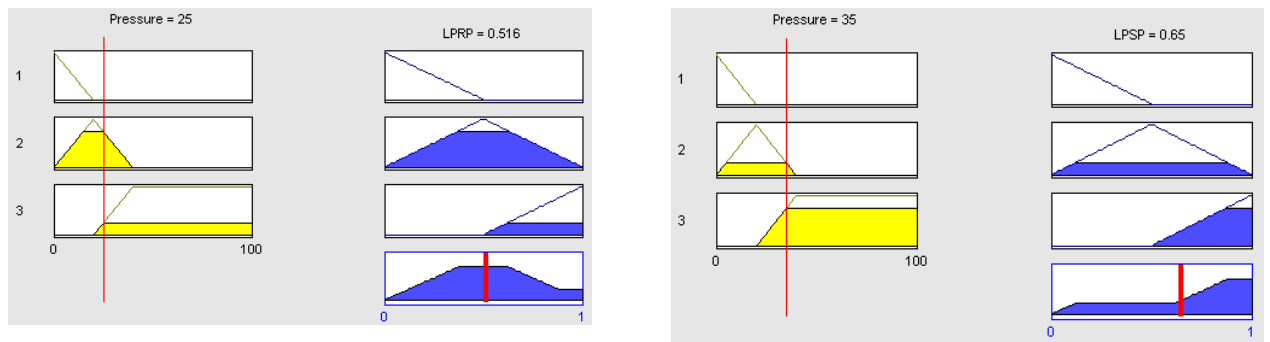 Pressure = 25
LPRP = 0.516
1
2
3
0 100
0 1
Pressure = 35
LPSP = 0.65
1
2
3
0 100
0 1